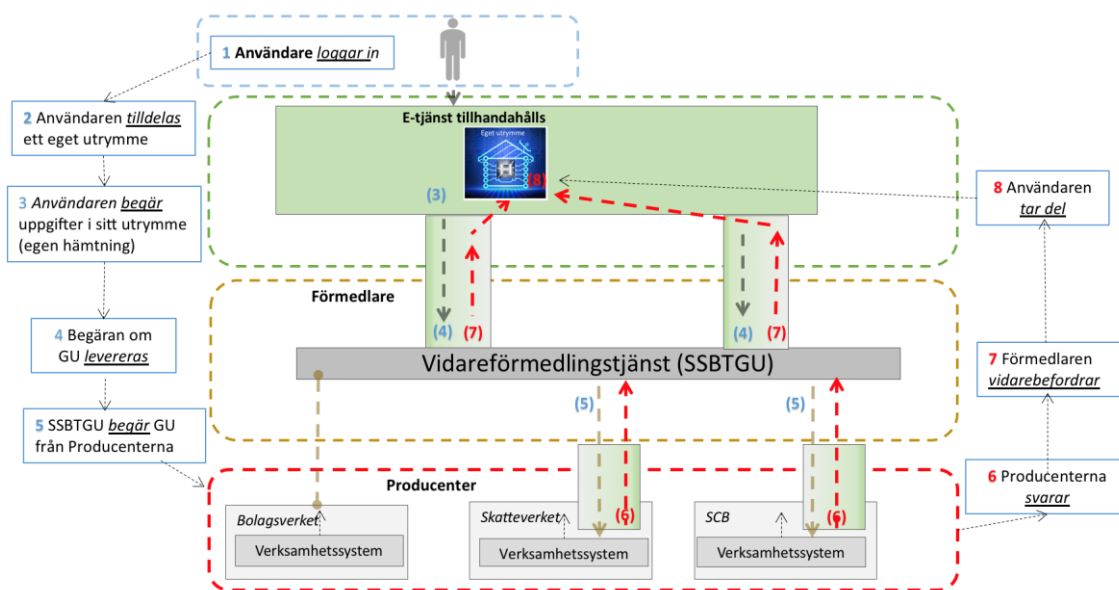 1 Användare loggar in
2 Användaren tilldelas
ett eget utrymme
3 Användaren begär
uppgifter i sitt utrymme
(egen hämtning)
4 Begäran om
GU levereras
5 SSBTGU begär GU
från Producenterna
E-tjänst tillhandahålls
Eget utrymme
(8)
(3)
Förmedlare
(4)
(7)
(4)
(7)
Vidareförmedlingstjänst (SSBTGU)
(5)
(5)
Producenter
Bolagsverket
Verksamhetssystem
Skatteverket
(6)
Verksamhetssystem
SCB
(6)
Verksamhetssystem
8 Användaren
tar del
7 Förmedlaren
vidarebefordrar
6 Producenterna
svarar